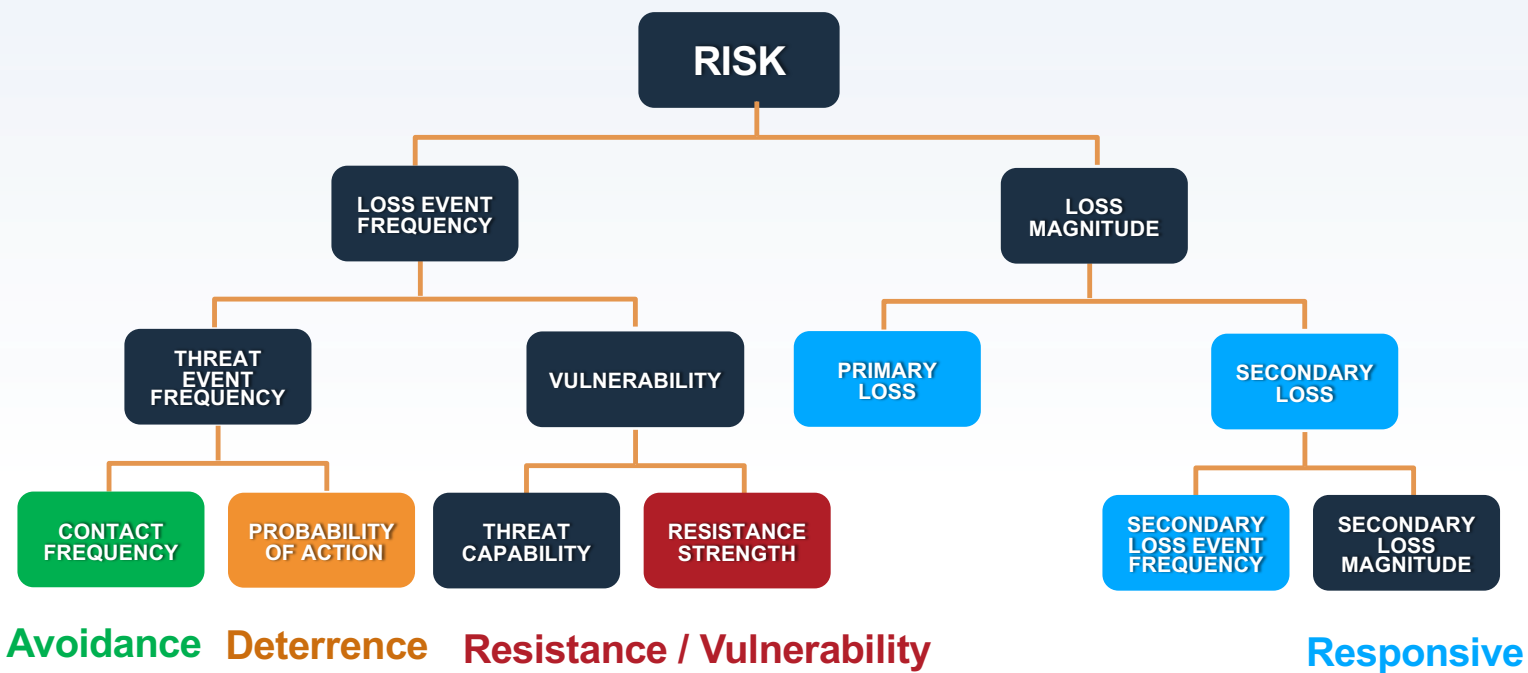 RISK
LOSS EVENT
FREQUENCY
LOSS
MAGNITUDE
THREAT
EVENT
FREQUENCY
VULNERABILITY
PRIMARY
LOSS
SECONDARY
LOSS
CONTACT
FREQUENCY
PROBABILITY
OF ACTION
THREAT
CAPABILITY
RESISTANCE
STRENGTH
SECONDARY
LOSS EVENT
FREQUENCY
SECONDARY
LOSS
MAGNITUDE
Avoidance
Deterrence
Resistance / Vulnerability
Responsive